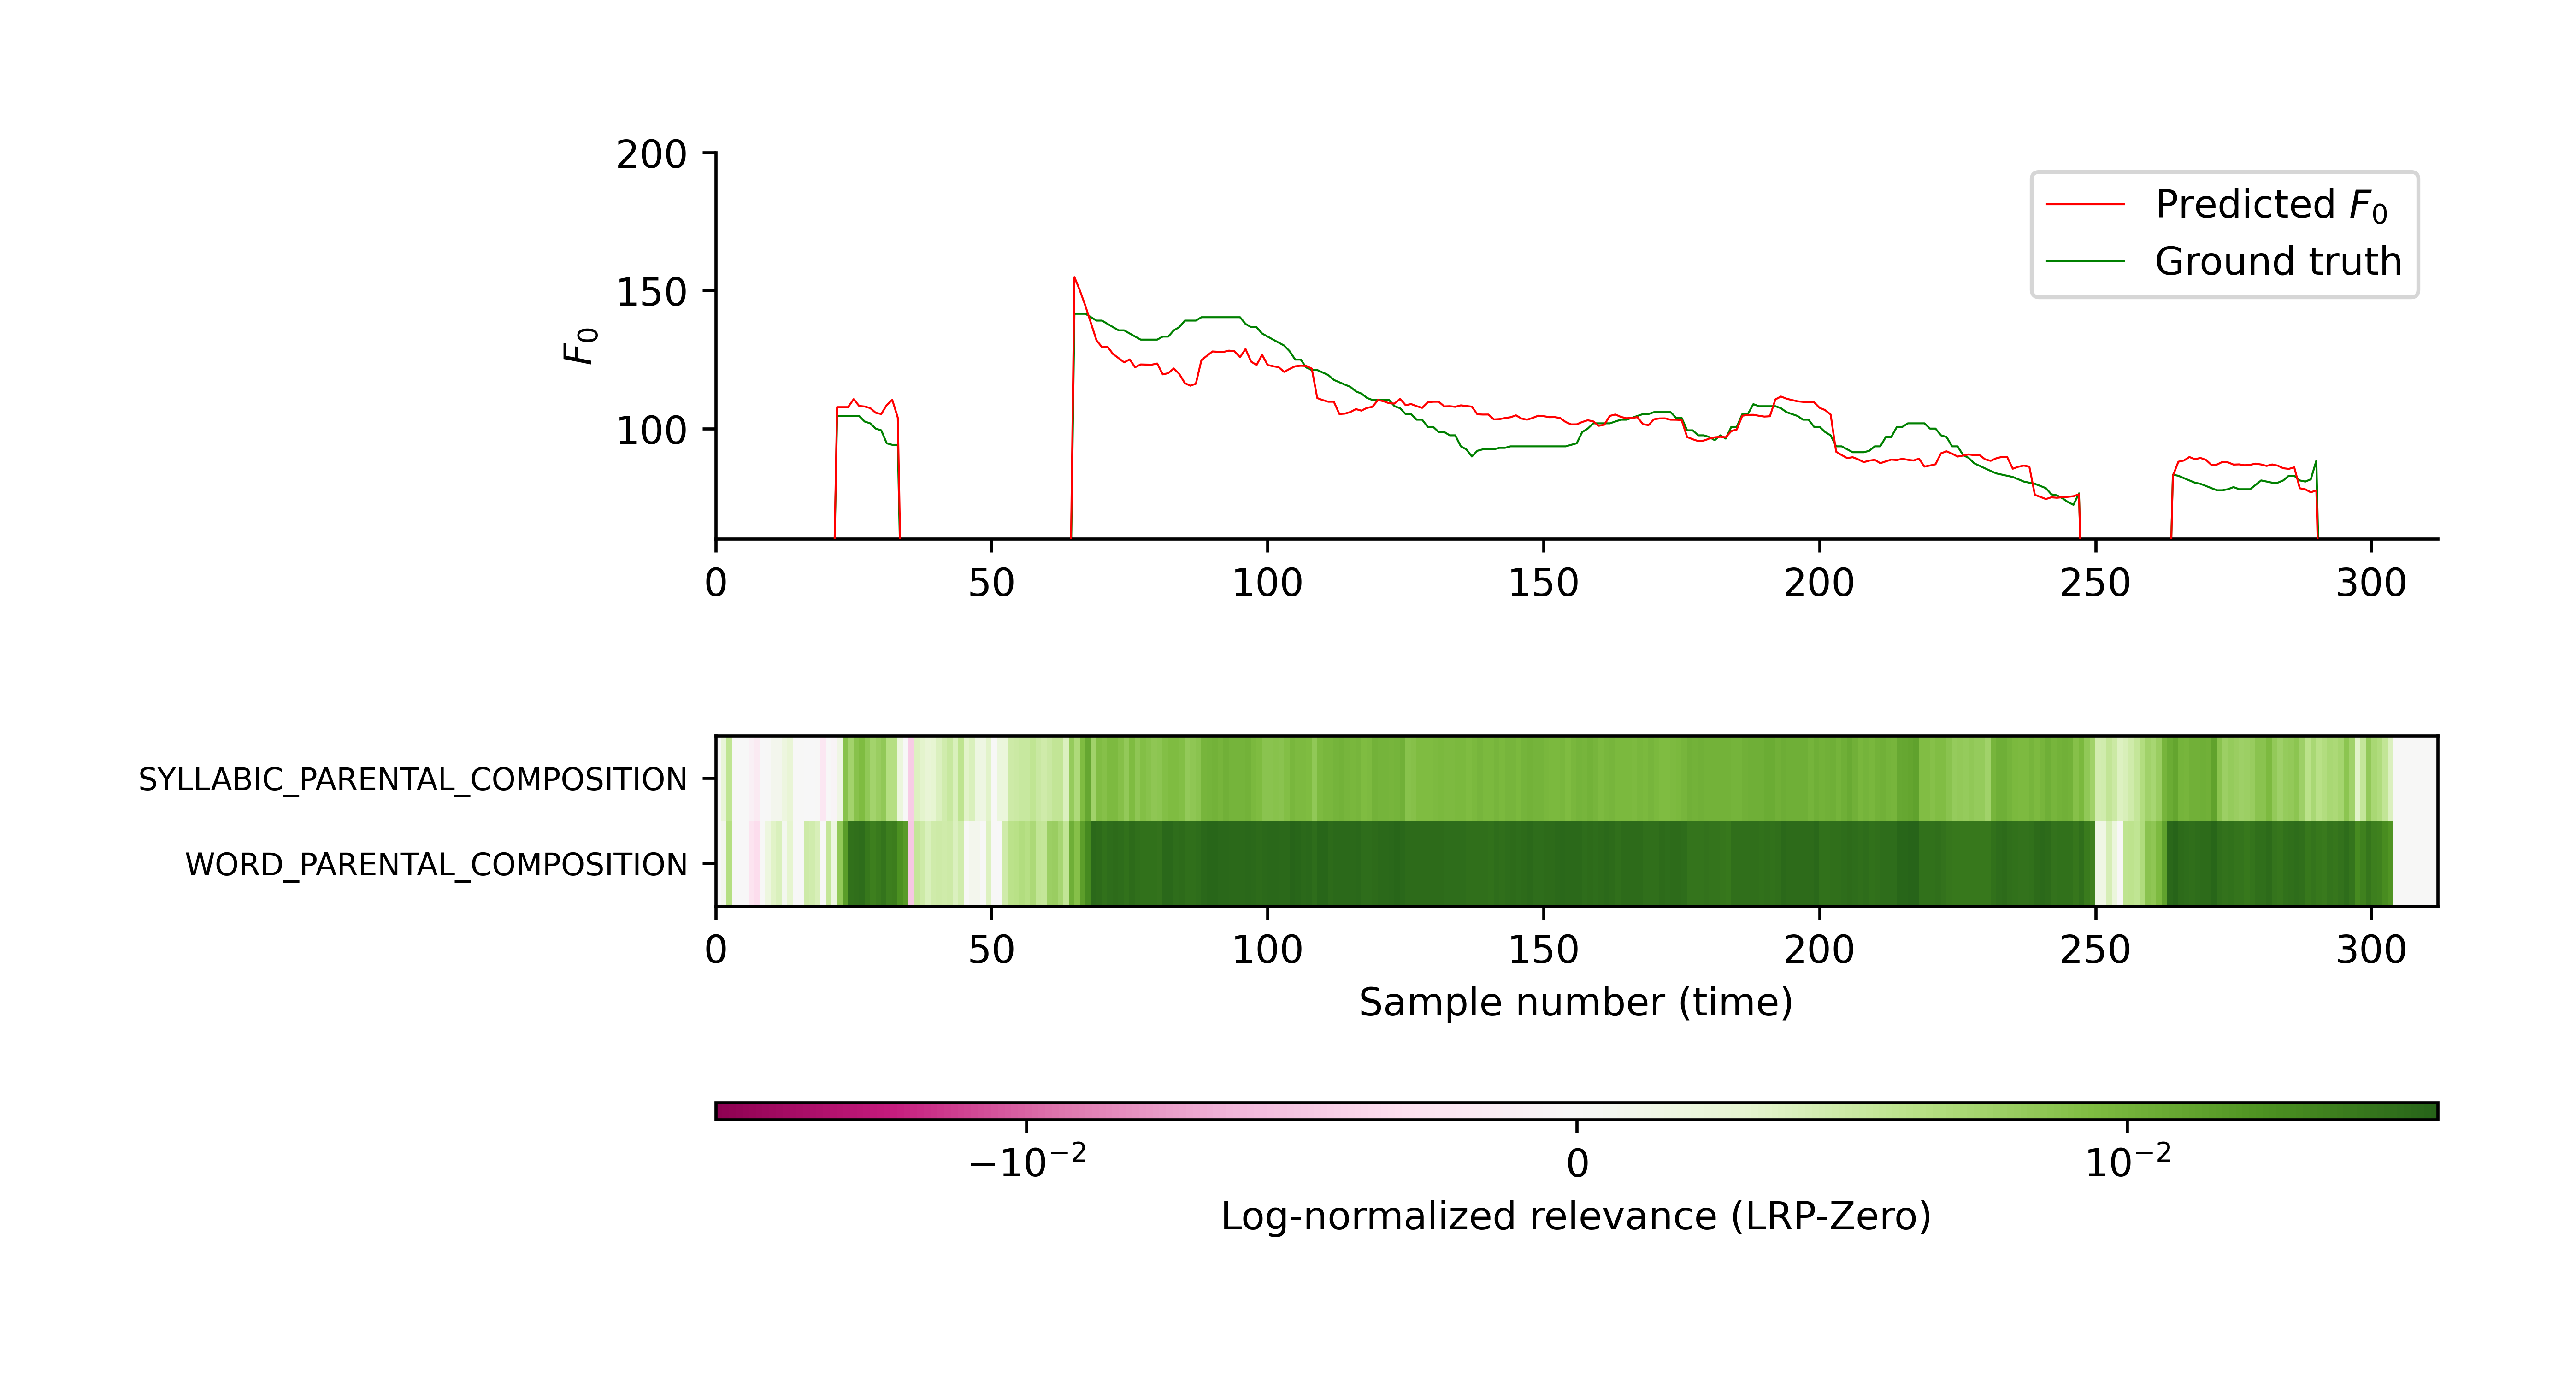 200
150
100
F₀
Predicted F₀
Ground truth
0 50 100 150 200 250 300
SYLLABIC_PARENTAL_COMPOSITION
WORD_PARENTAL_COMPOSITION
0 50 100 150 200 250 300
Sample number (time)
−10⁻² 0 10⁻²
Log-normalized relevance (LRP-Zero)